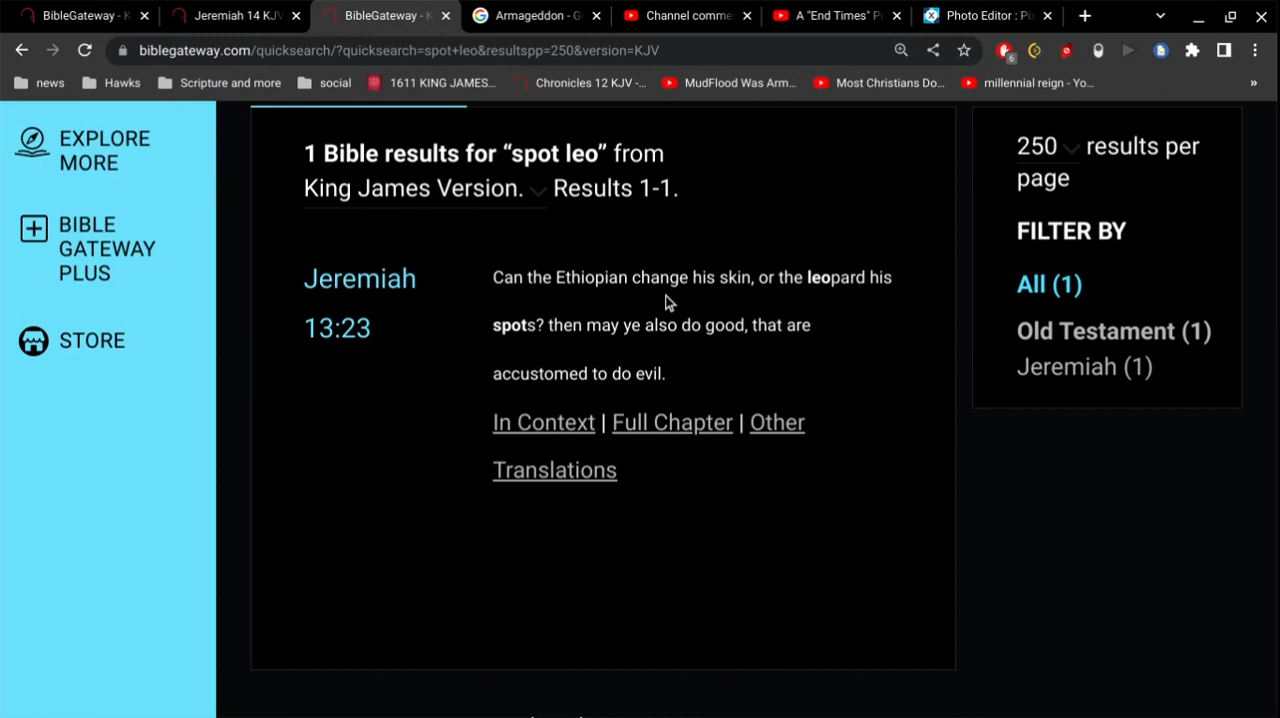 BibleGateway - K
Jeremiah 14 KJV
BibleGateway - K
Armageddon - G
Channel comme
A "End Times" P
Photo Editor : Pi
biblegateway.com/quicksearch/?quicksearch=spot+leo&resultspp=250&version=KJV
6
news
Hawks
Scripture and more
social
1611 KING JAMES...
Chronicles 12 KJV -...
MudFlood Was Arm...
Most Christians Do...
millennial reign - Yo...
»
EXPLORE
MORE
BIBLE
GATEWAY
PLUS
STORE
1 Bible results for “spot leo” from
King James Version. Results 1-1.
Jeremiah
13:23
Can the Ethiopian change his skin, or the leopard his
spots? then may ye also do good, that are
accustomed to do evil.
In Context | Full Chapter | Other
Translations
250 results per
page
FILTER BY
All (1)
Old Testament (1)
Jeremiah (1)